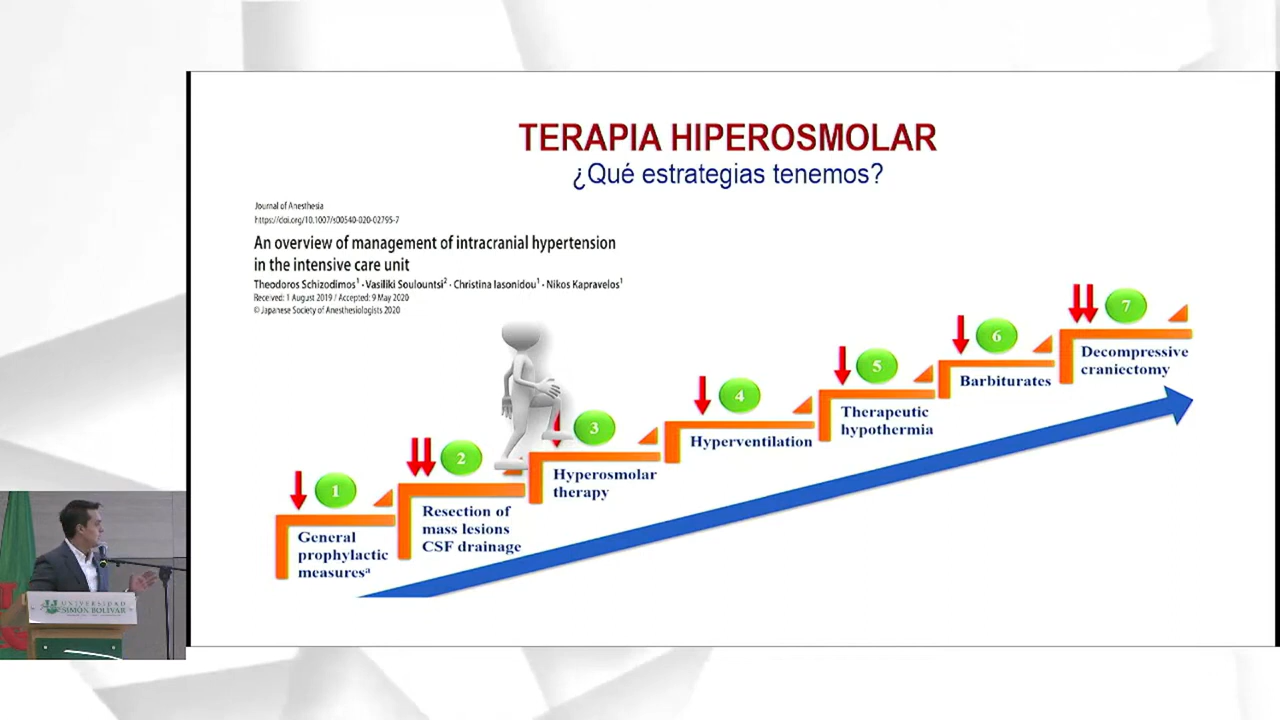 TERAPIA HIPEROSMOLAR
¿Qué estrategias tenemos?
Journal of Anesthesia
https://doi.org/10.1007/s00540-020-02795-7
An overview of management of intracranial hypertension
in the intensive care unit
Theodoros Schizodimos1 · Vasiliki Soulountsi2 · Christina Iasonidou1 · Nikos Kapravelos1
Received: 1 August 2019 / Accepted: 9 May 2020
© Japanese Society of Anesthesiologists 2020
1
General
prophylactic
measuresa
2
Resection of
mass lesions
CSF drainage
3
Hyperosmolar
therapy
4
Hyperventilation
5
Therapeutic
hypothermia
6
Barbiturates
7
Decompressive
craniectomy
UNIVERSIDAD
SIMÓN BOLÍVAR